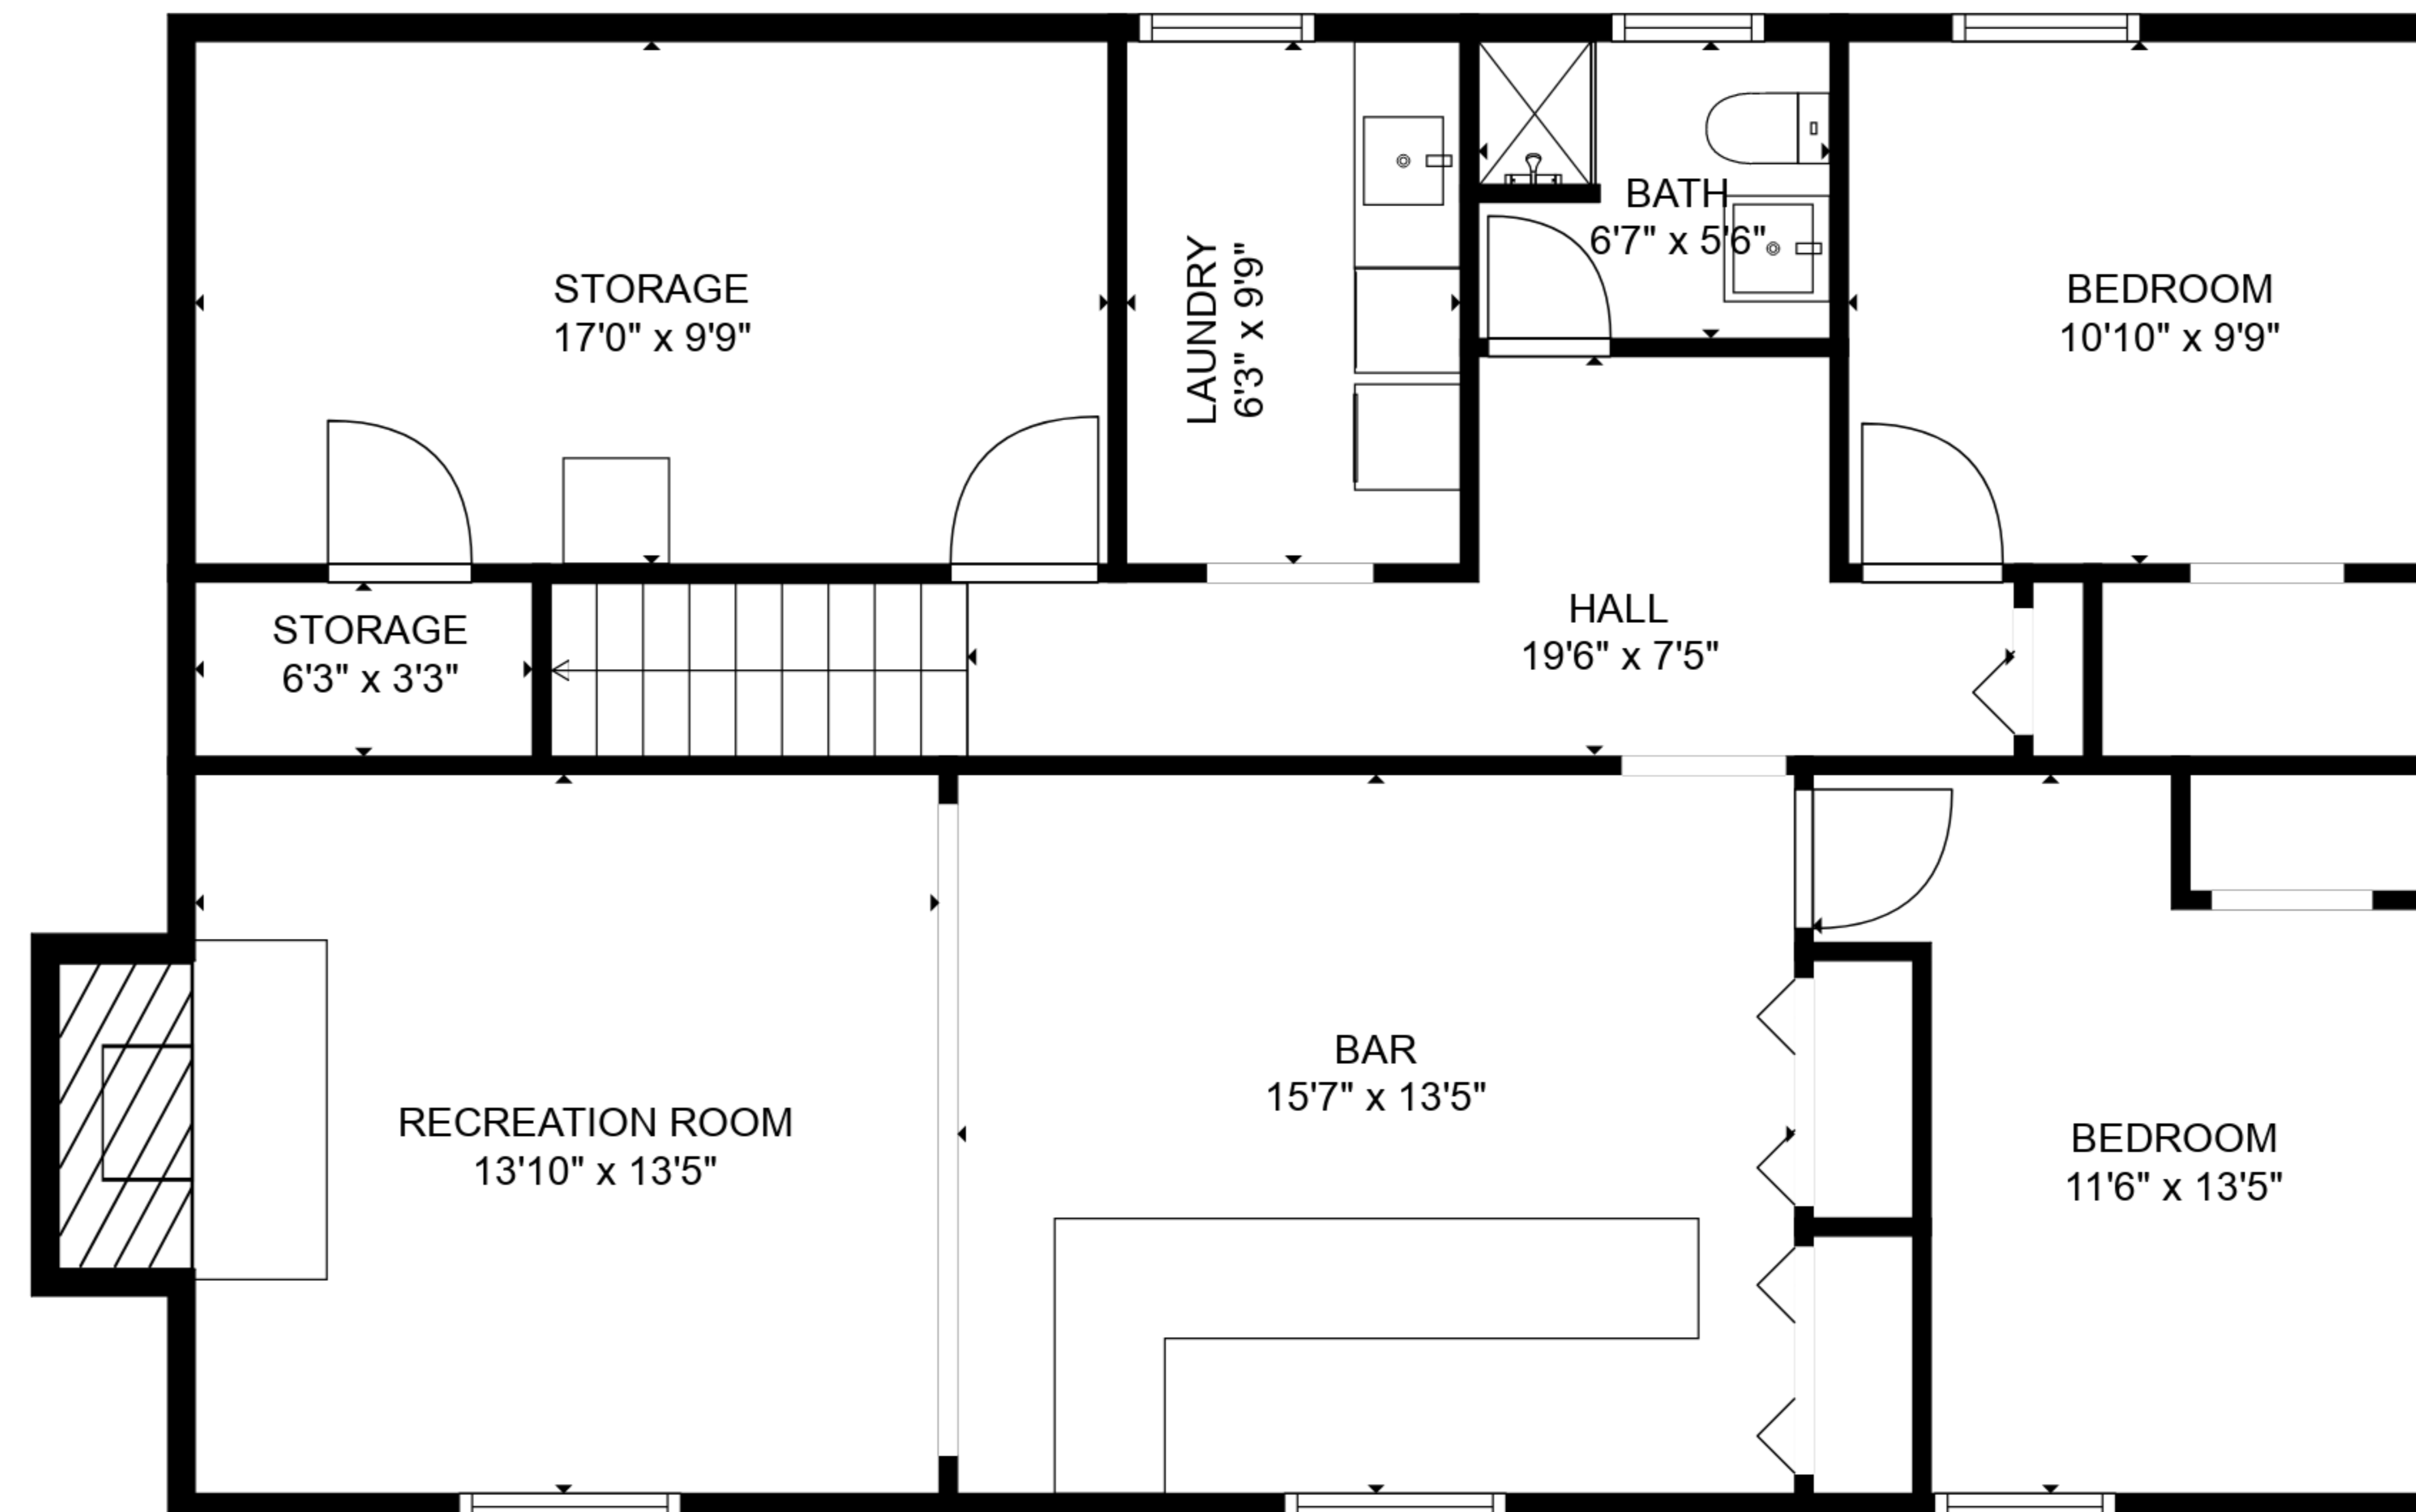 STORAGE
17'0" x 9'9"
LAUNDRY
6'3" x 9'9"
BATH
6'7" x 5'6"
BEDROOM
10'10" x 9'9"
STORAGE
6'3" x 3'3"
HALL
19'6" x 7'5"
RECREATION ROOM
13'10" x 13'5"
BAR
15'7" x 13'5"
BEDROOM
11'6" x 13'5"